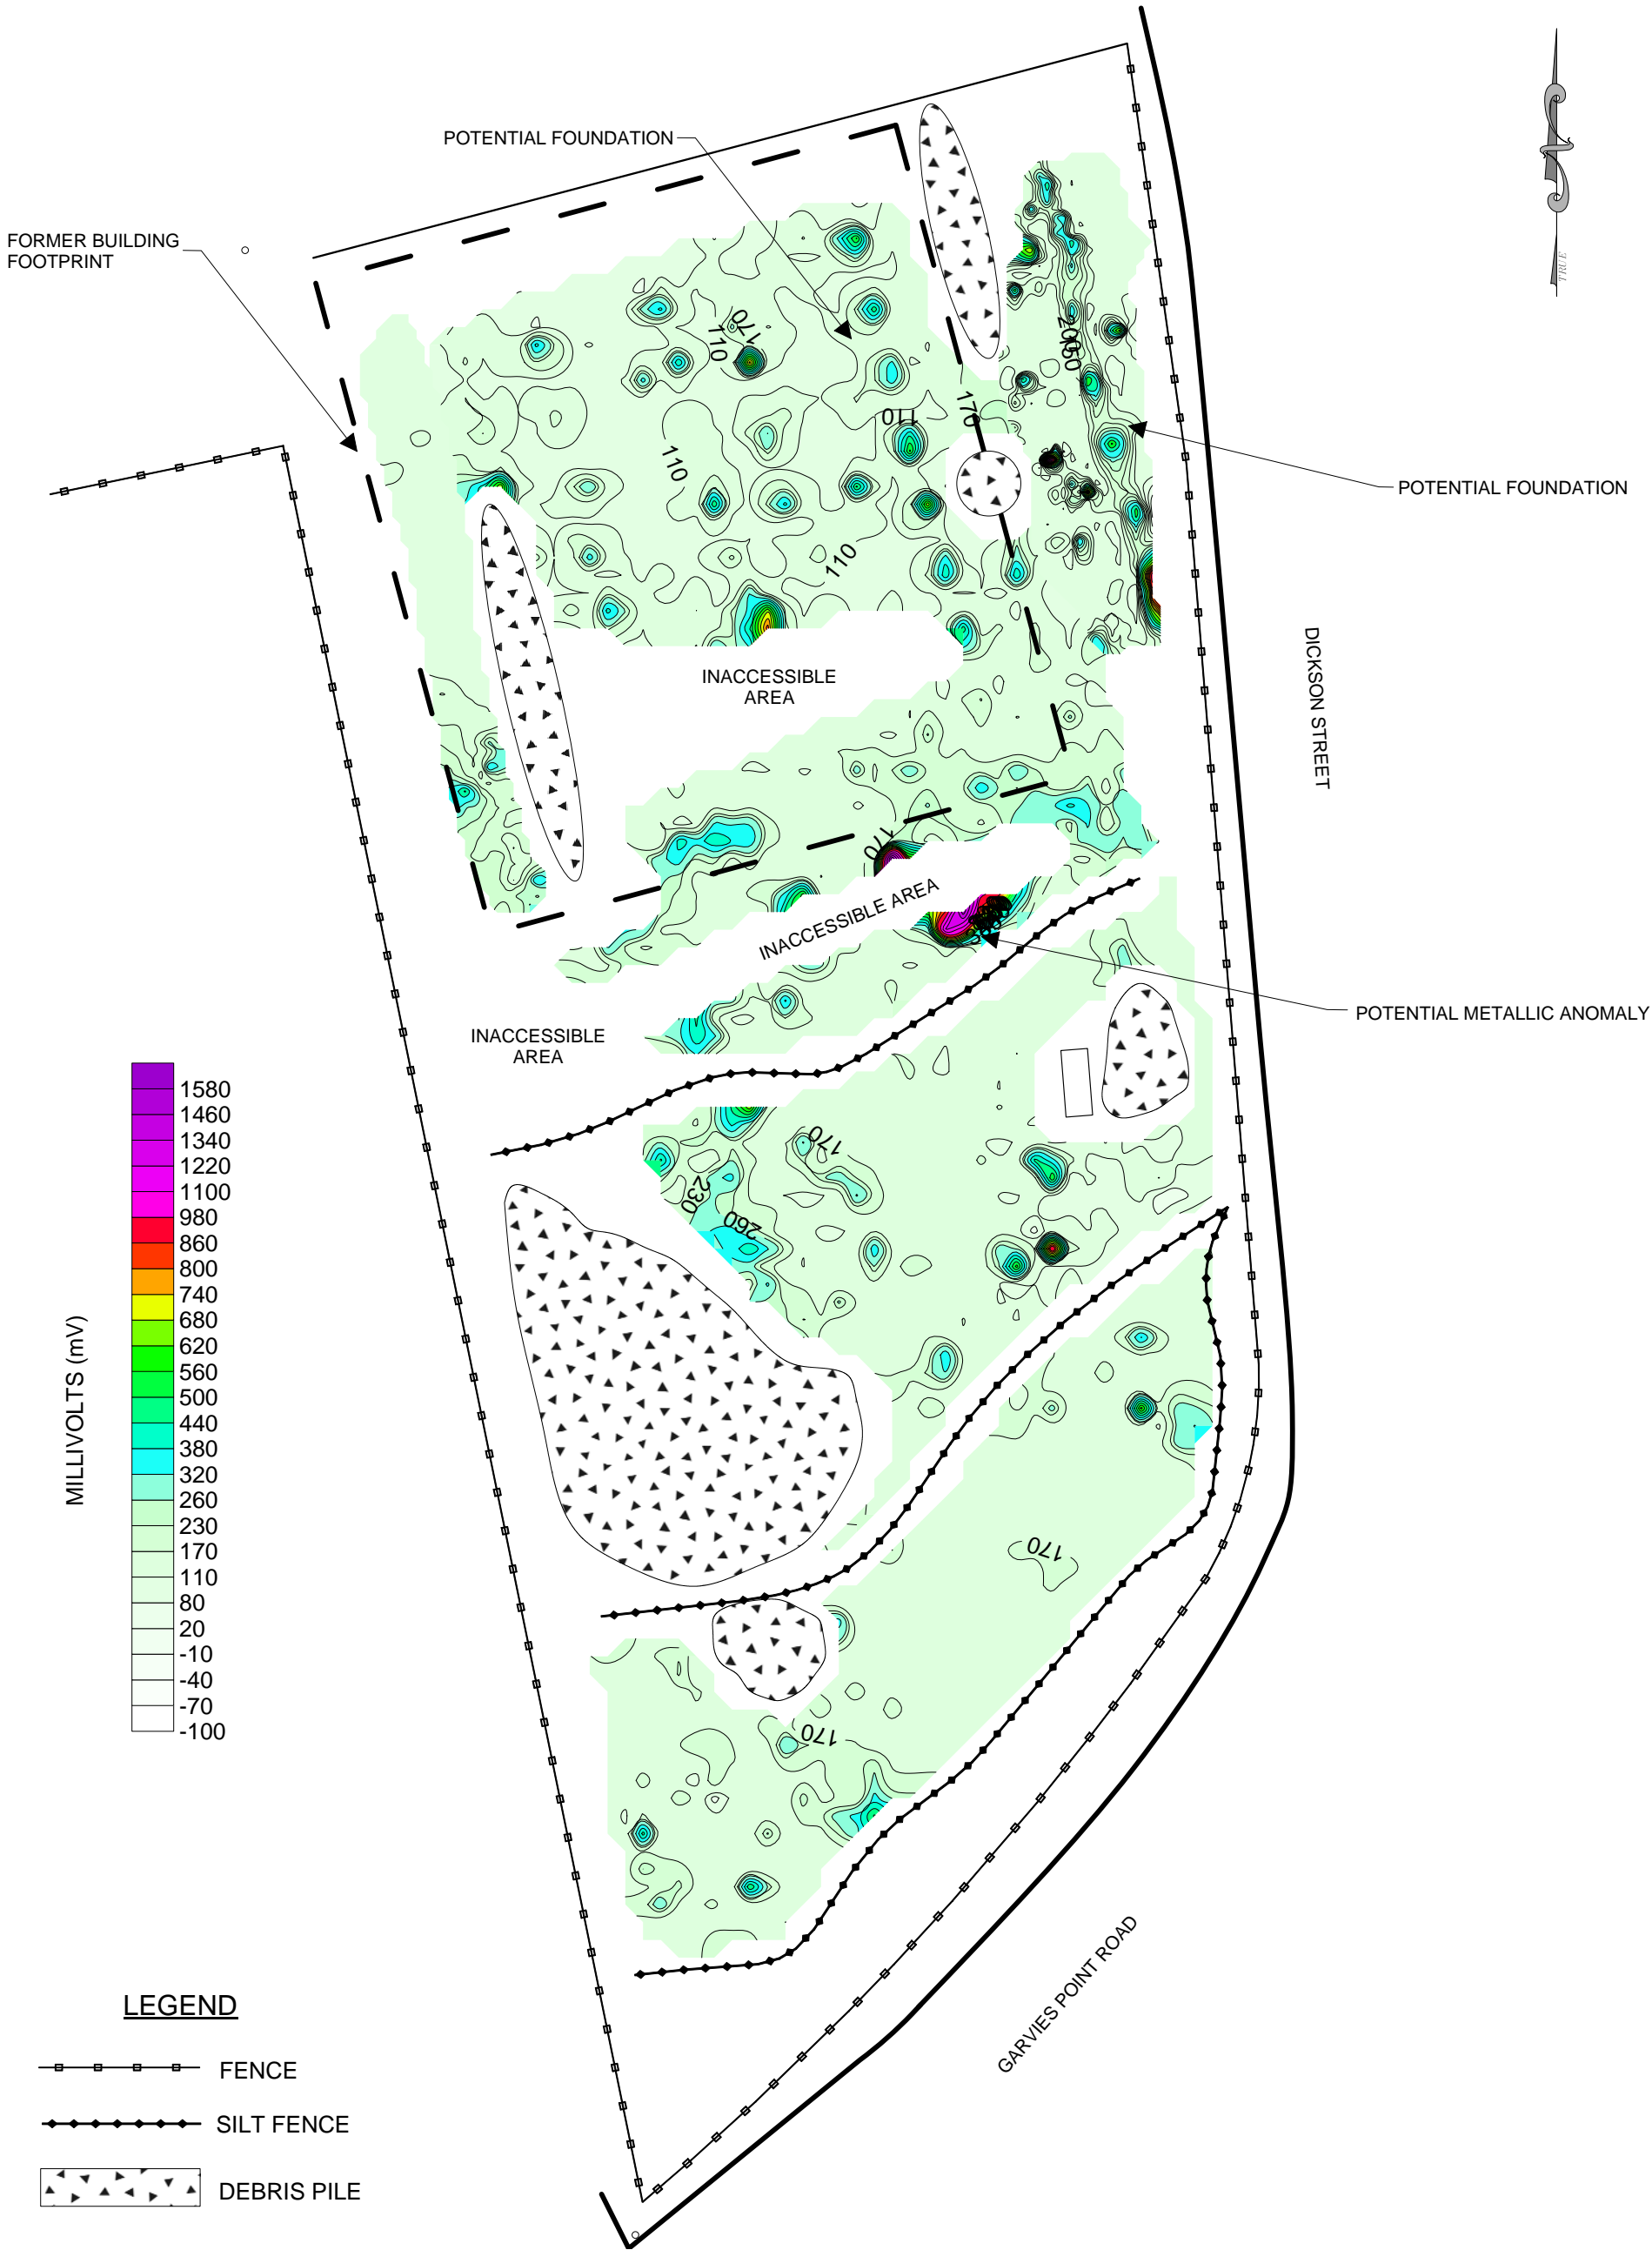 POTENTIAL FOUNDATION
TRUE
FORMER BUILDING
FOOTPRINT
170
110
200
150
110
170
110
POTENTIAL FOUNDATION
110
INACCESSIBLE
AREA
DICKSON STREET
170
INACCESSIBLE AREA
POTENTIAL METALLIC ANOMALY
INACCESSIBLE
AREA
170
230
260
MILLIVOLTS (mV)
1580
1460
1340
1220
1100
980
860
800
740
680
620
560
500
440
380
320
260
230
170
110
80
20
-10
-40
-70
-100
170
170
GARVIES POINT ROAD
LEGEND
FENCE
SILT FENCE
DEBRIS PILE